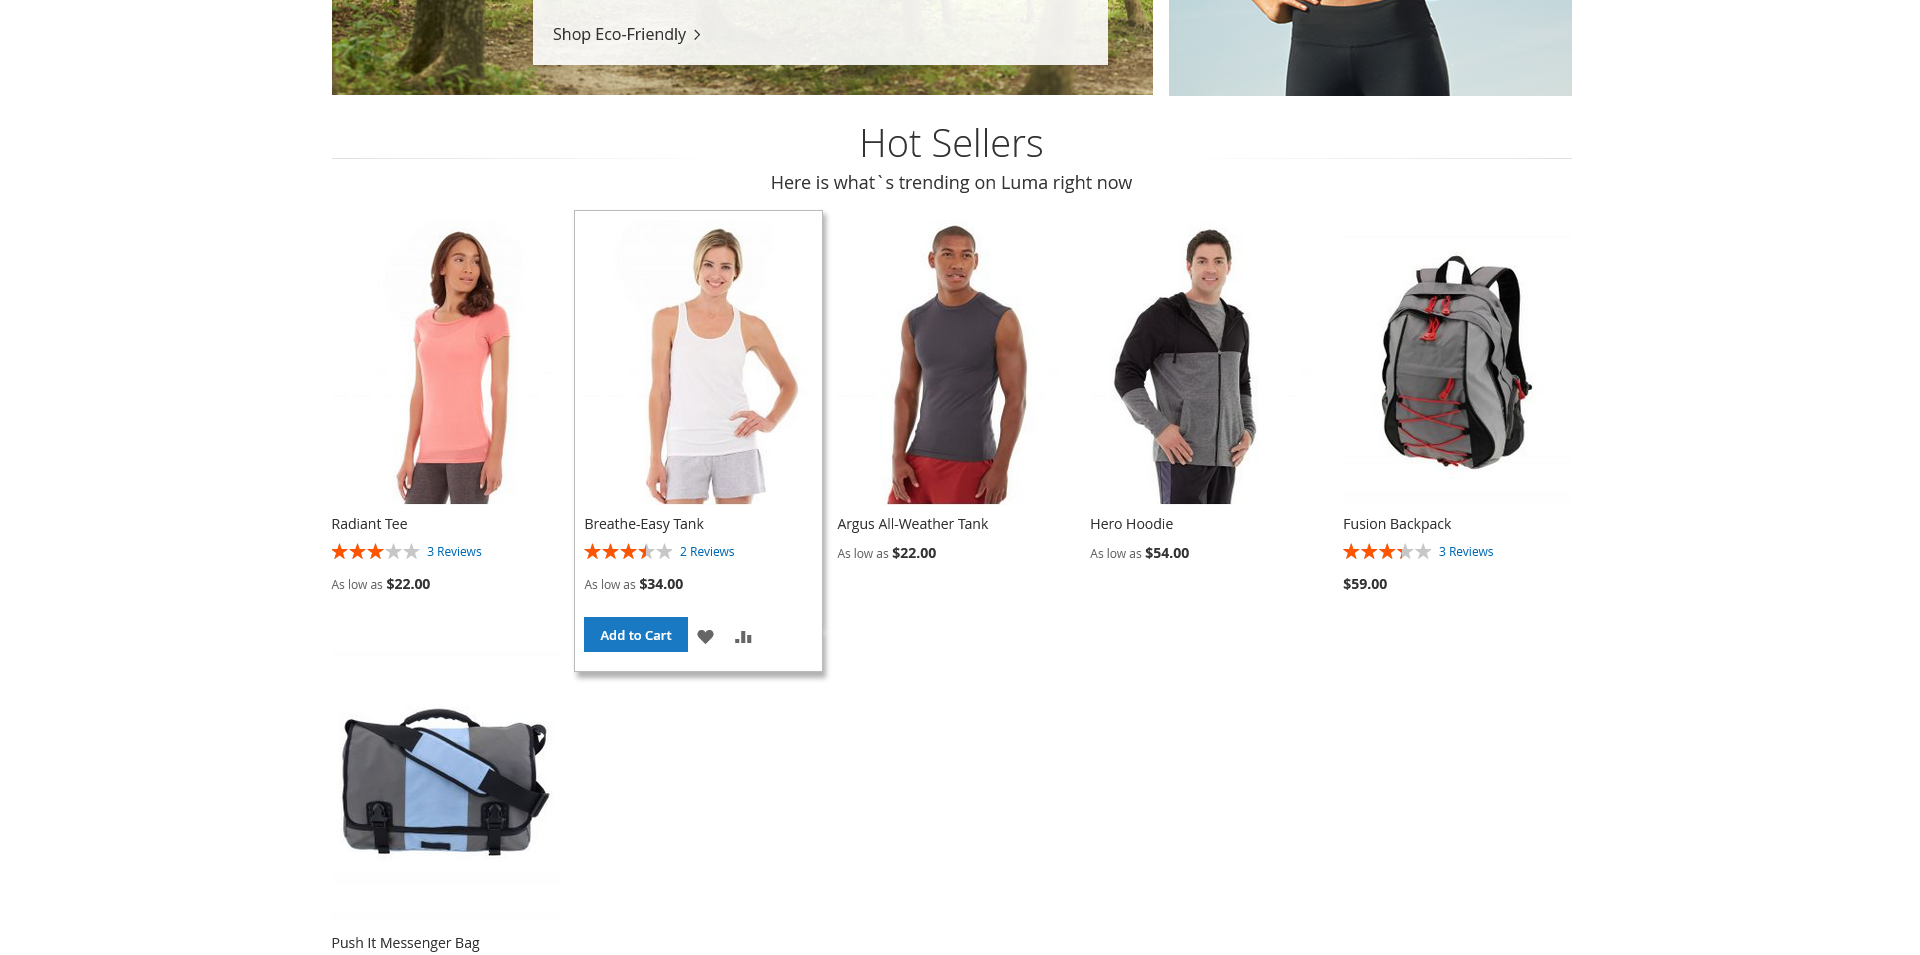 Shop Eco-Friendly
Hot Sellers
Here is what`s trending on Luma right now
Radiant Tee
3 Reviews
As low as $22.00
Breathe-Easy Tank
2 Reviews
As low as $34.00
Add to Cart
Argus All-Weather Tank
As low as $22.00
Hero Hoodie
As low as $54.00
Fusion Backpack
3 Reviews
$59.00
Push It Messenger Bag